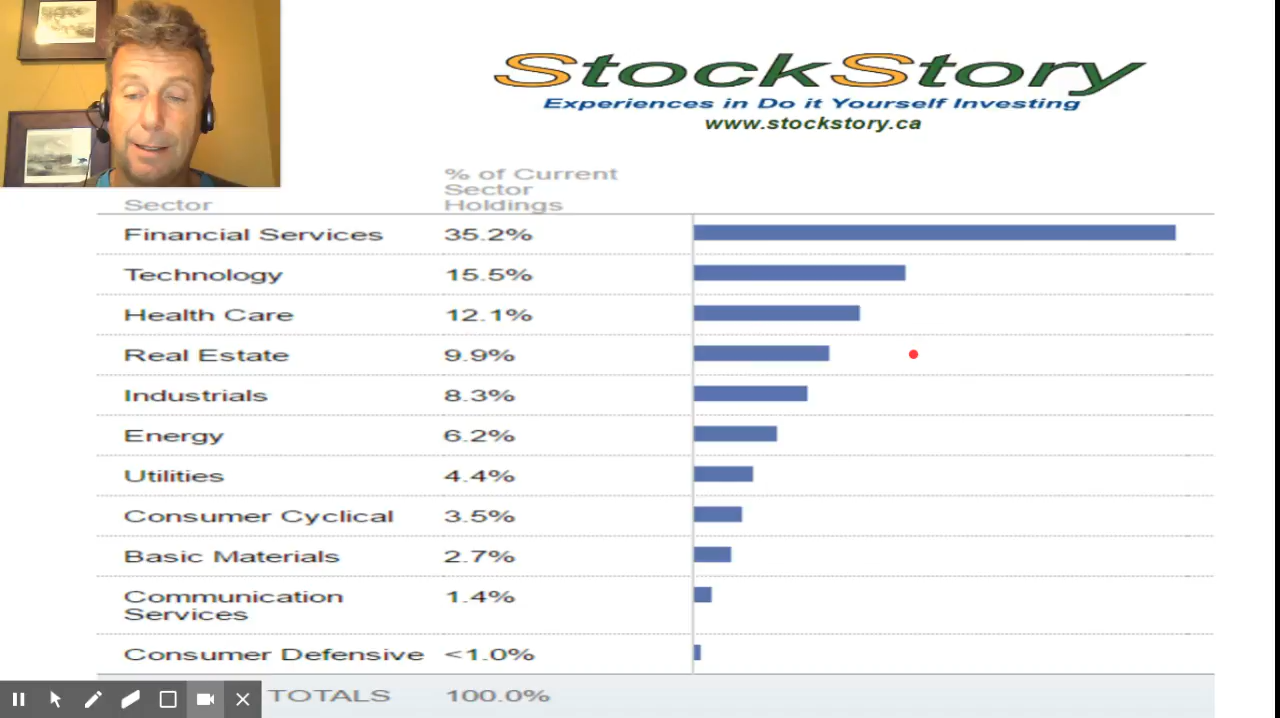 StockStory
Experiences in Do it Yourself Investing
www.stockstory.ca
% of Current
Sector
Sector Holdings
Financial Services 35.2%
Technology 15.5%
Health Care 12.1%
Real Estate 9.9%
Industrials 8.3%
Energy 6.2%
Utilities 4.4%
Consumer Cyclical 3.5%
Basic Materials 2.7%
Communication 1.4%
Services
Consumer Defensive <1.0%
TOTALS 100.0%